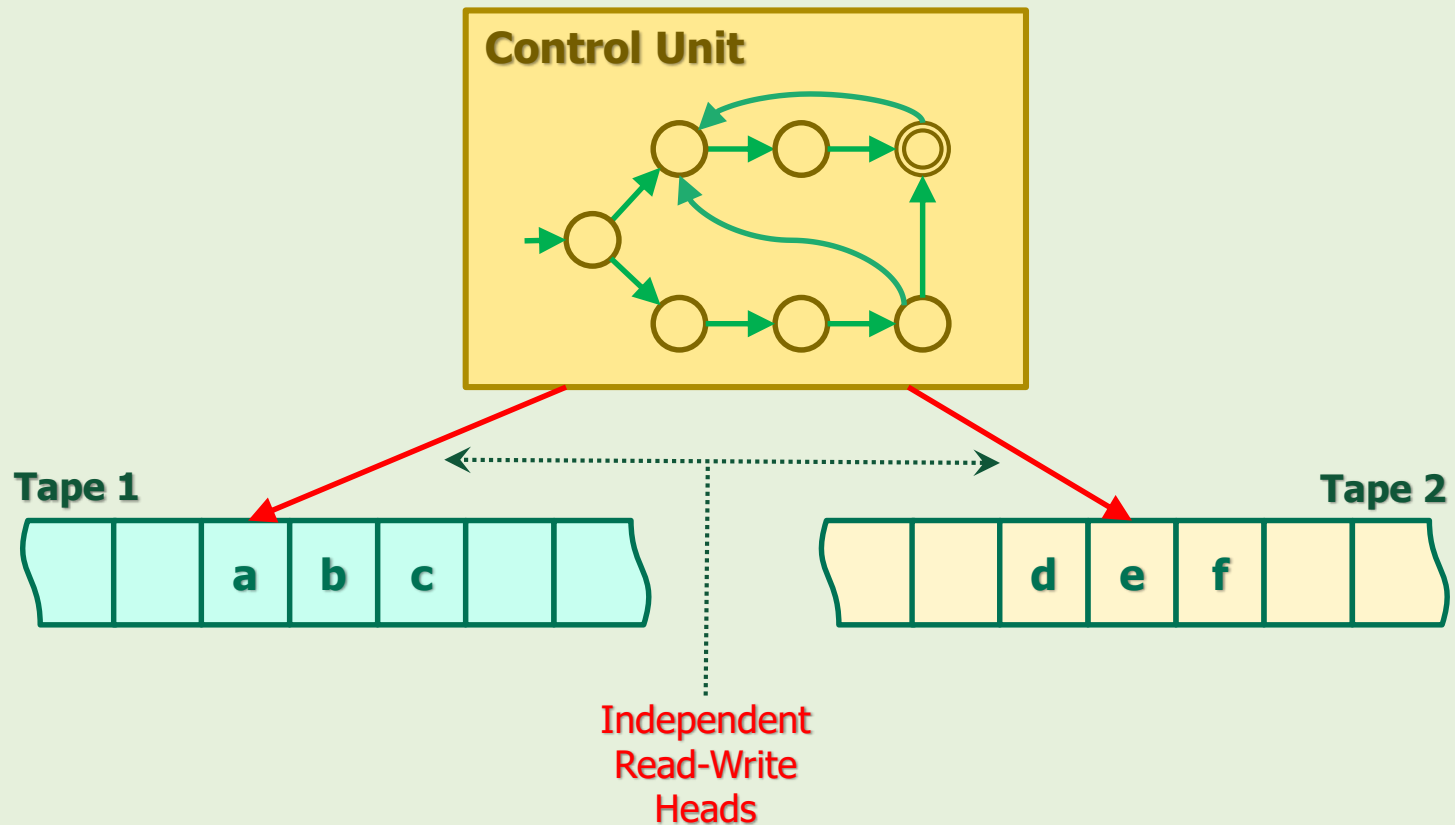 Control Unit
Tape 1
Tape 2
a b c
d e f
Independent
Read-Write
Heads